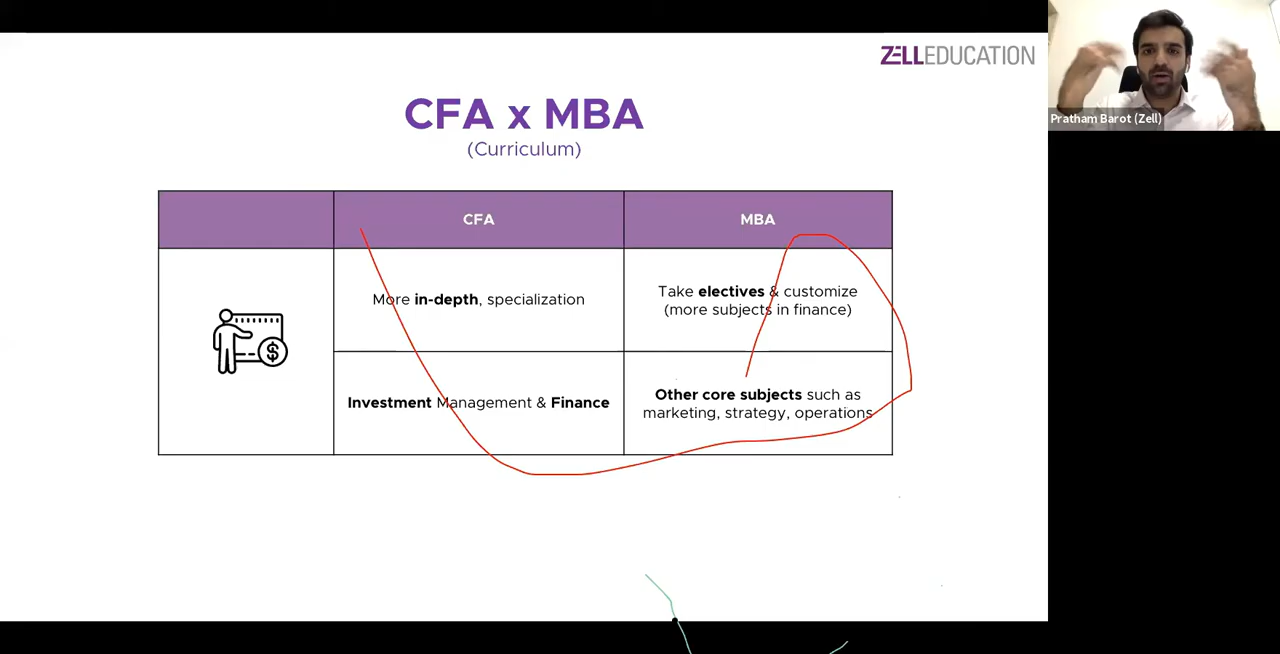 ZELLEDUCATION
Pratham Barot (Zell)
CFA x MBA
(Curriculum)
CFA
MBA
More in-depth, specialization
Take electives & customize
(more subjects in finance)
Investment Management & Finance
Other core subjects such as
marketing, strategy, operations